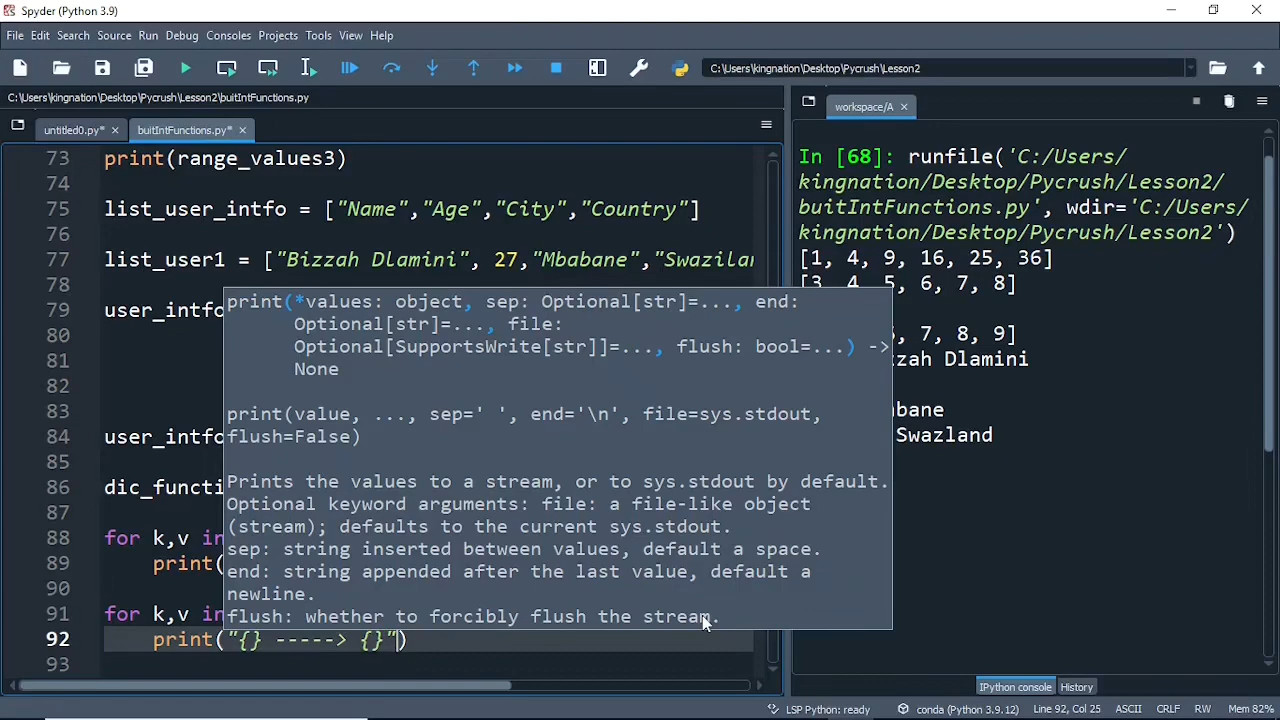 Spyder (Python 3.9)
File Edit Search Source Run Debug Consoles Projects Tools View Help
C:\Users\kingnation\Desktop\Pycrush\Lesson2
C:\Users\kingnation\Desktop\Pycrush\Lesson2\buitIntFunctions.py
untitled0.py*
buitIntFunctions.py*
73 print(range_values3)
74
75 list_user_intfo = ["Name","Age","City","Country"]
76
77 list_user1 = ["Bizzah Dlamini", 27,"Mbabane","Swazilan
78
79 user_intfo
80
81
82
83
84 user_intfo
85
86 dic_functi
87
88 for k,v in
89 print(
90
91 for k,v in
92 print("{} -----> {}")
93
print(*values: object, sep: Optional[str]=..., end:
Optional[str]=..., file:
Optional[SupportsWrite[str]]=..., flush: bool=...) ->
None
print(value, ..., sep=' ', end='\n', file=sys.stdout,
flush=False)
Prints the values to a stream, or to sys.stdout by default.
Optional keyword arguments: file: a file-like object
(stream); defaults to the current sys.stdout.
sep: string inserted between values, default a space.
end: string appended after the last value, default a
newline.
flush: whether to forcibly flush the stream.
workspace/A
In [68]: runfile('C:/Users/
kingnation/Desktop/Pycrush/Lesson2/
buitIntFunctions.py', wdir='C:/Users/
kingnation/Desktop/Pycrush/Lesson2')
[1, 4, 9, 16, 25, 36]
[3, 4, 5, 6, 7, 8]
, 7, 8, 9]
zah Dlamini
bane
Swazland
IPython console History
LSP Python: ready conda (Python 3.9.12) Line 92, Col 25 ASCII CRLF RW Mem 82%